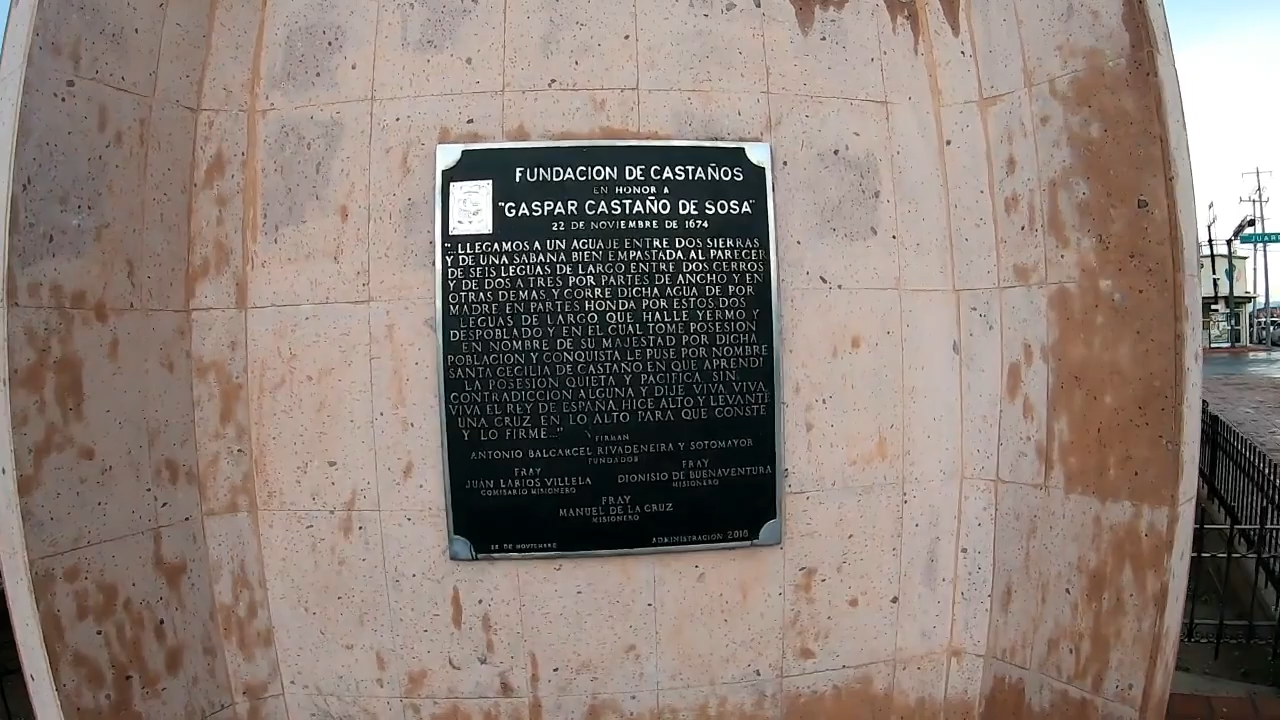 FUNDACION DE CASTAÑOS
EN HONOR A
"GASPAR CASTAÑO DE SOSA"
22 DE NOVIEMBRE DE 1674
"...LLEGAMOS A UN AGUAJE ENTRE DOS SIERRAS
Y DE UNA SABANA BIEN EMPASTADA, AL PARECER
DE SEIS LEGUAS DE LARGO ENTRE DOS CERROS
Y DE DOS A TRES POR PARTES DE ANCHO Y EN
OTRAS DEMAS, Y CORRE DICHA AGUA DE POR
MADRE, EN PARTES HONDA POR ESTOS DOS
LEGUAS DE LARGO QUE HALLE YERMO Y
DESPOBLADO Y EN EL CUAL TOME POSESION
EN NOMBRE DE SU MAJESTAD POR DICHA
POBLACION Y CONQUISTA LE PUSE POR NOMBRE
SANTA CECILIA DE CASTAÑO EN QUE APRENDI
LA POSESION QUIETA Y PACIFICA SIN
CONTRADICCION ALGUNA Y DIJE VIVA, VIVA,
VIVA EL REY DE ESPAÑA, HICE ALTO Y LEVANTE
UNA CRUZ EN LO ALTO PARA QUE CONSTE
Y LO FIRME..."
FIRMAN
ANTONIO BALCARCEL RIVADENEIRA Y SOTOMAYOR
FUNDADOR
FRAY
JUAN LARIOS VILLELA
COMISARIO MISIONERO
FRAY
DIONISIO DE BUENAVENTURA
MISIONERO
FRAY
MANUEL DE LA CRUZ
MISIONERO
DE NOVIEMBRE
ADMINISTRACION 2018